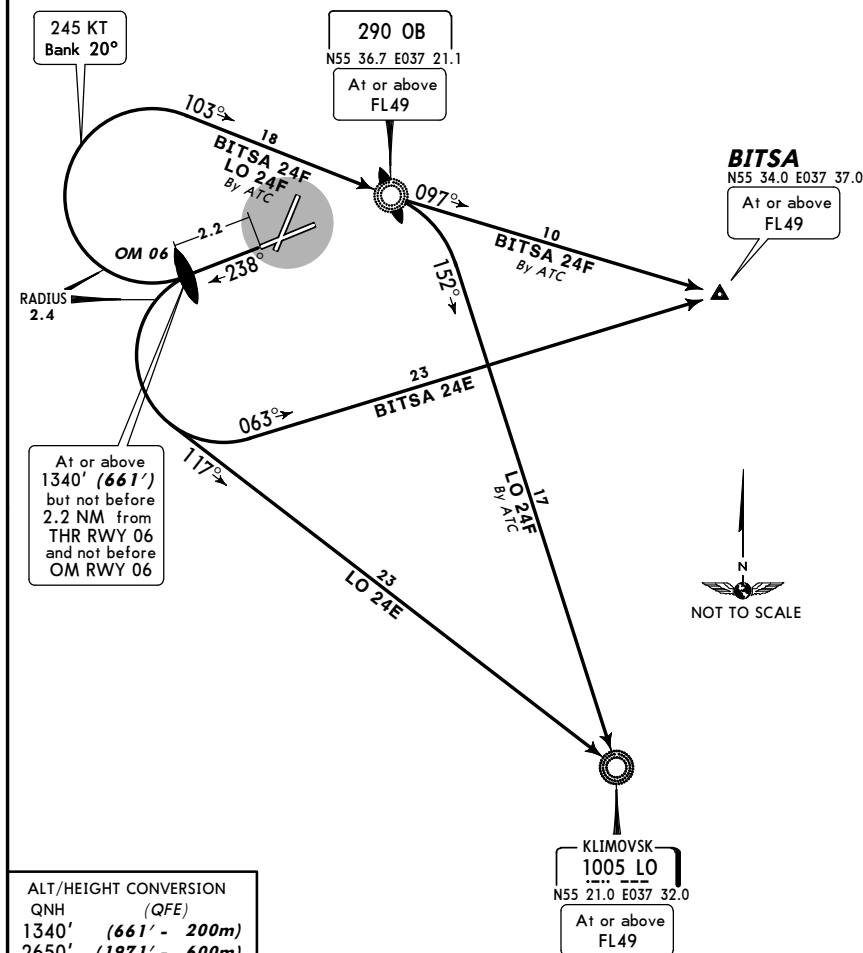 245 KT
Bank 20°
290 OB
N55 36.7 E037 21.1
At or above
FL49
103°
18
BITSA 24F
LO 24F
By ATC
BITSA
N55 34.0 E037 37.0
At or above
FL49
097°
10
BITSA 24F
By ATC
2.2
OM 06
238°
152°
RADIUS
2.4
23
BITSA 24E
063°
117°
At or above
1340' (661')
but not before
2.2 NM from
THR RWY 06
and not before
OM RWY 06
17
LO 24F
By ATC
23
LO 24E
N
NOT TO SCALE
KLIMOVSK
1005 LO
N55 21.0 E037 32.0
At or above
FL49
ALT/HEIGHT CONVERSION
QNH (QFE)
1340' (661' - 200m)
2650' (1971' - 600m)